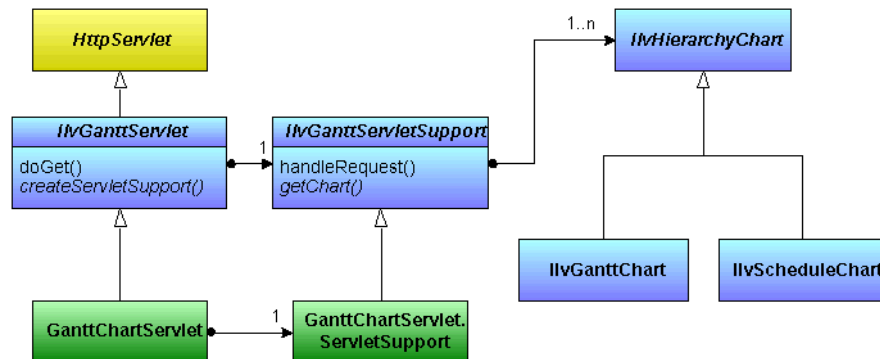 HttpServlet
1..n
IlvHierarchyChart
IlvGanttServlet
doGet()
createServletSupport()
1
IlvGanttServletSupport
handleRequest()
getChart()
IlvGanttChart
IlvScheduleChart
GanttChartServlet
1
GanttChartServlet.
ServletSupport